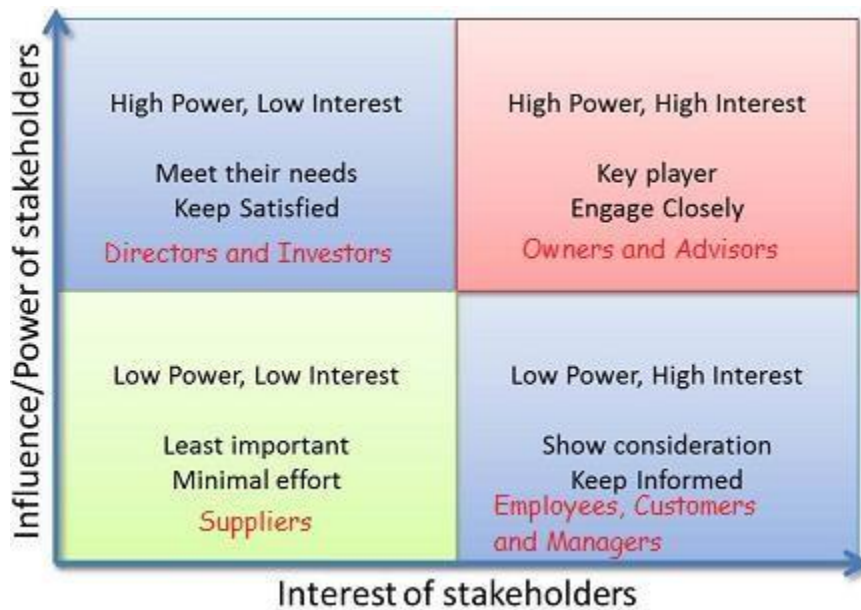 Influence/Power of stakeholders
High Power, Low Interest
Meet their needs
Keep Satisfied
Directors and Investors
High Power, High Interest
Key player
Engage Closely
Owners and Advisors
Low Power, Low Interest
Least important
Minimal effort
Suppliers
Low Power, High Interest
Show consideration
Keep Informed
Employees, Customers
and Managers
Interest of stakeholders